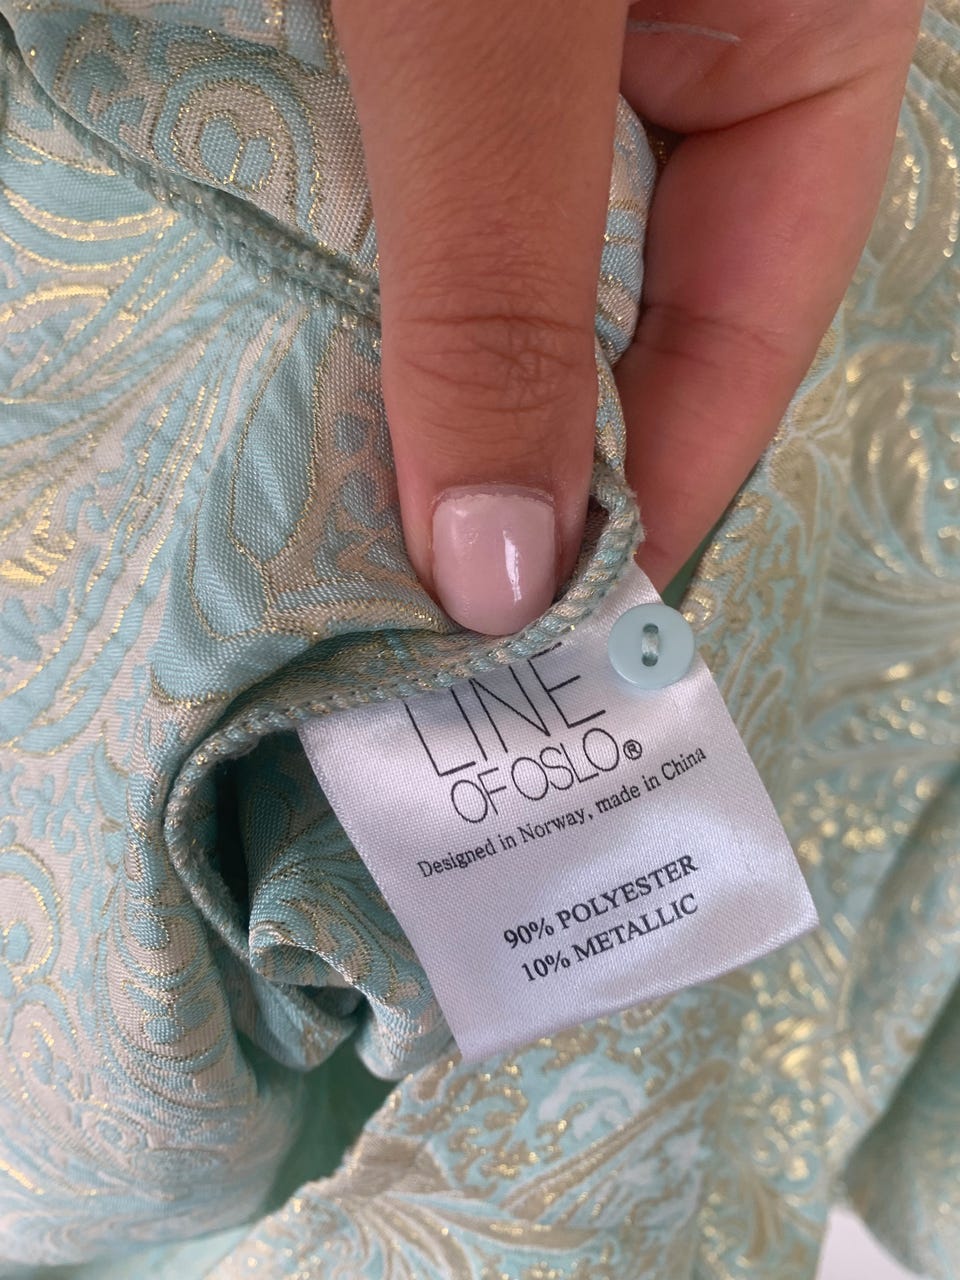 LINE
OF OSLO®
Designed in Norway, made in China
90% POLYESTER
10% METALLIC